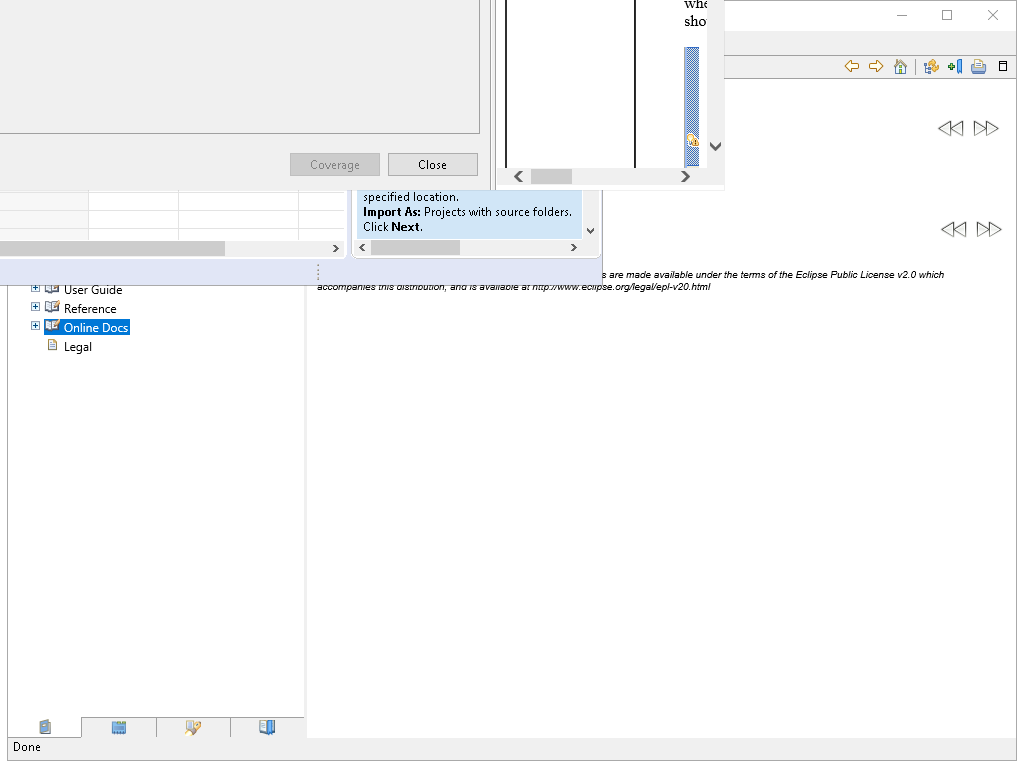 whe
sho
Coverage
Close
specified location.
Import As: Projects with source folders.
Click Next.
s are made available under the terms of the Eclipse Public License v2.0 which
accompanies this distribution, and is available at http://www.eclipse.org/legal/epl-v20.html
User Guide
Reference
Online Docs
Legal
Done